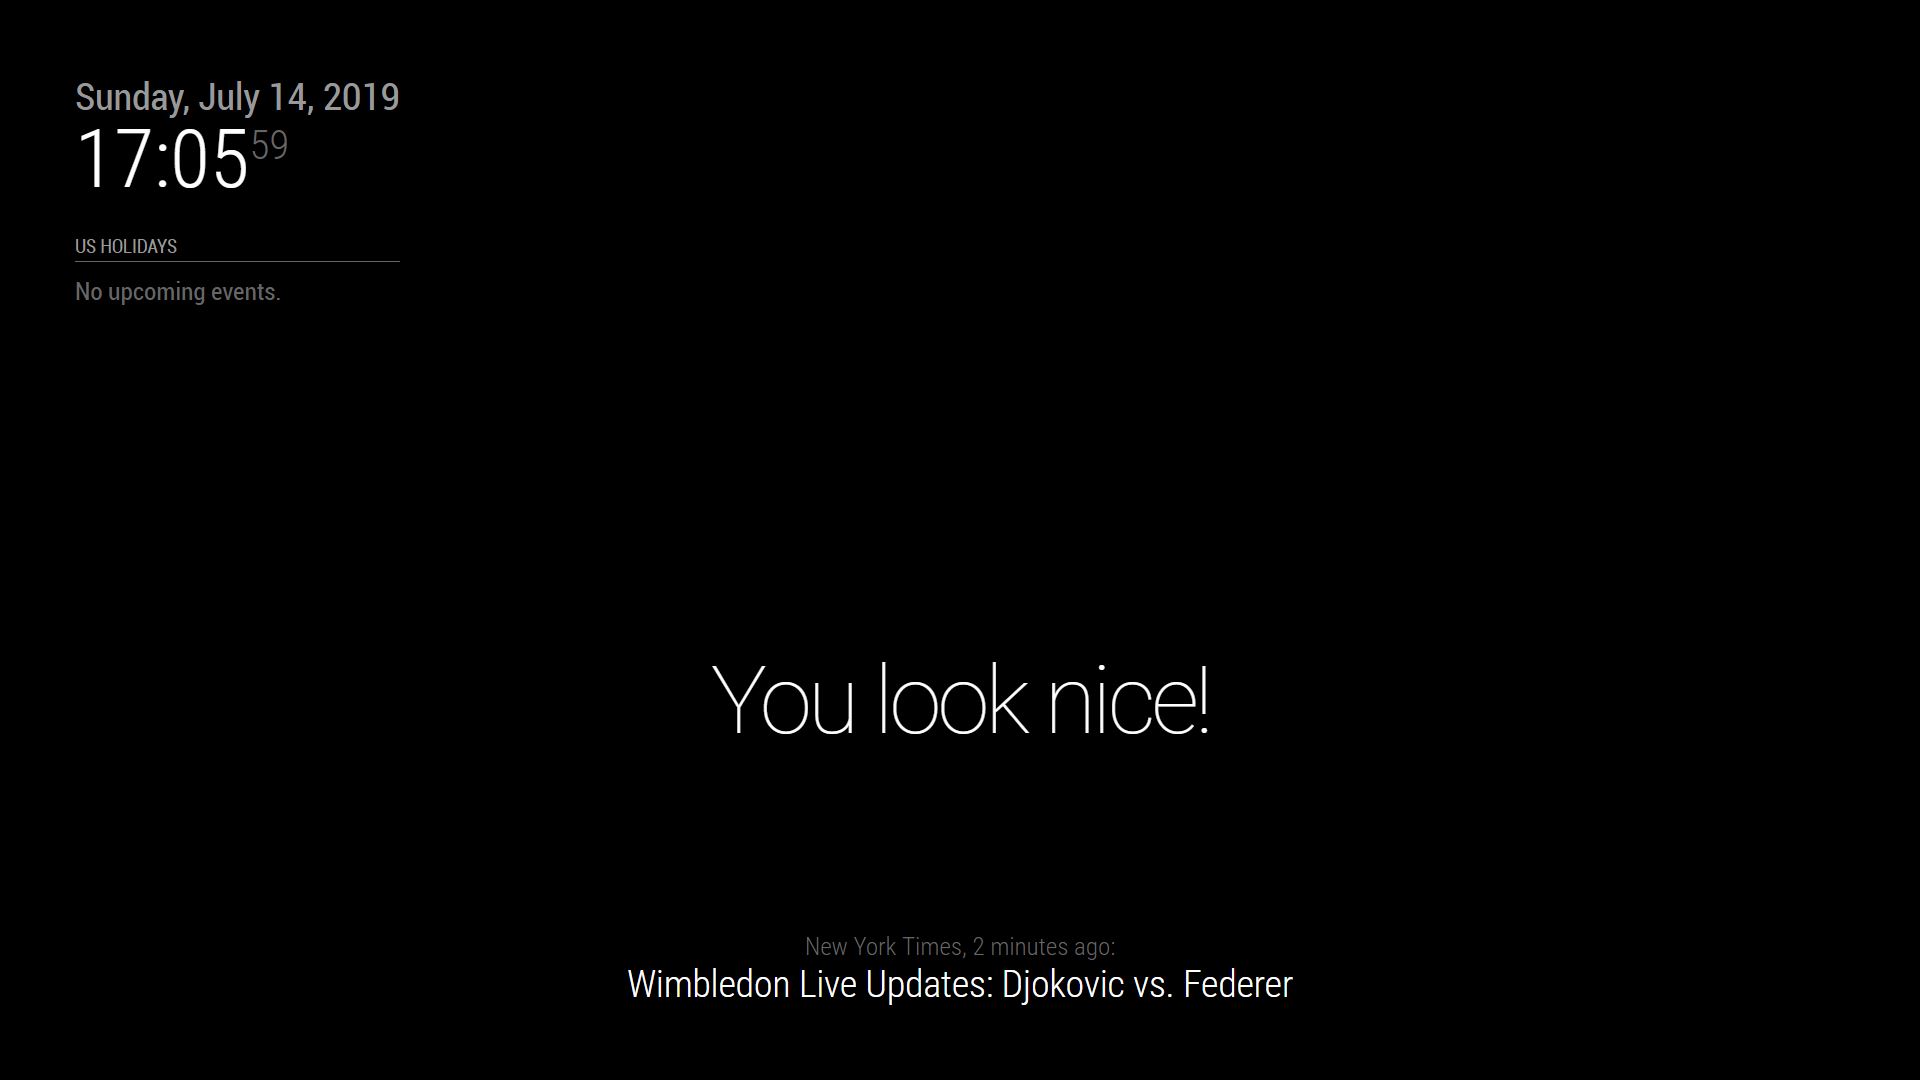 Sunday, July 14, 2019
17:05 59
US HOLIDAYS
No upcoming events.
You look nice!
New York Times, 2 minutes ago:
Wimbledon Live Updates: Djokovic vs. Federer